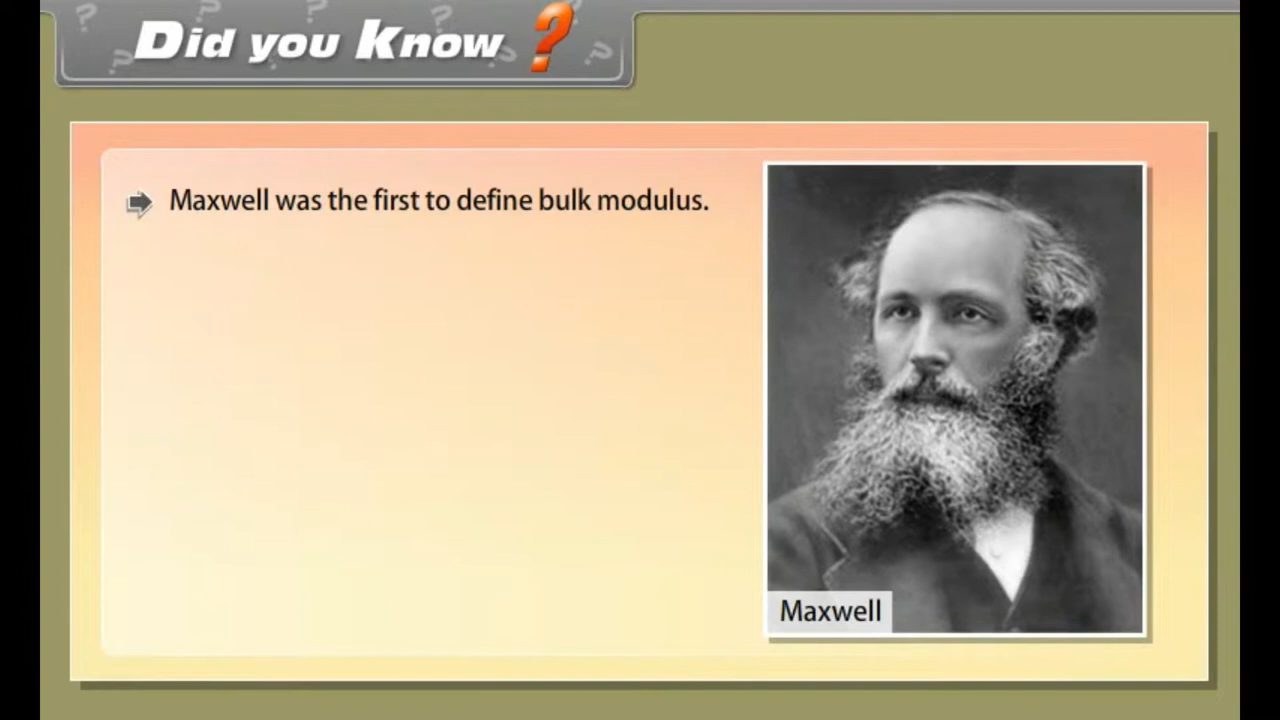 Did you Know ?
Maxwell was the first to define bulk modulus.
Maxwell